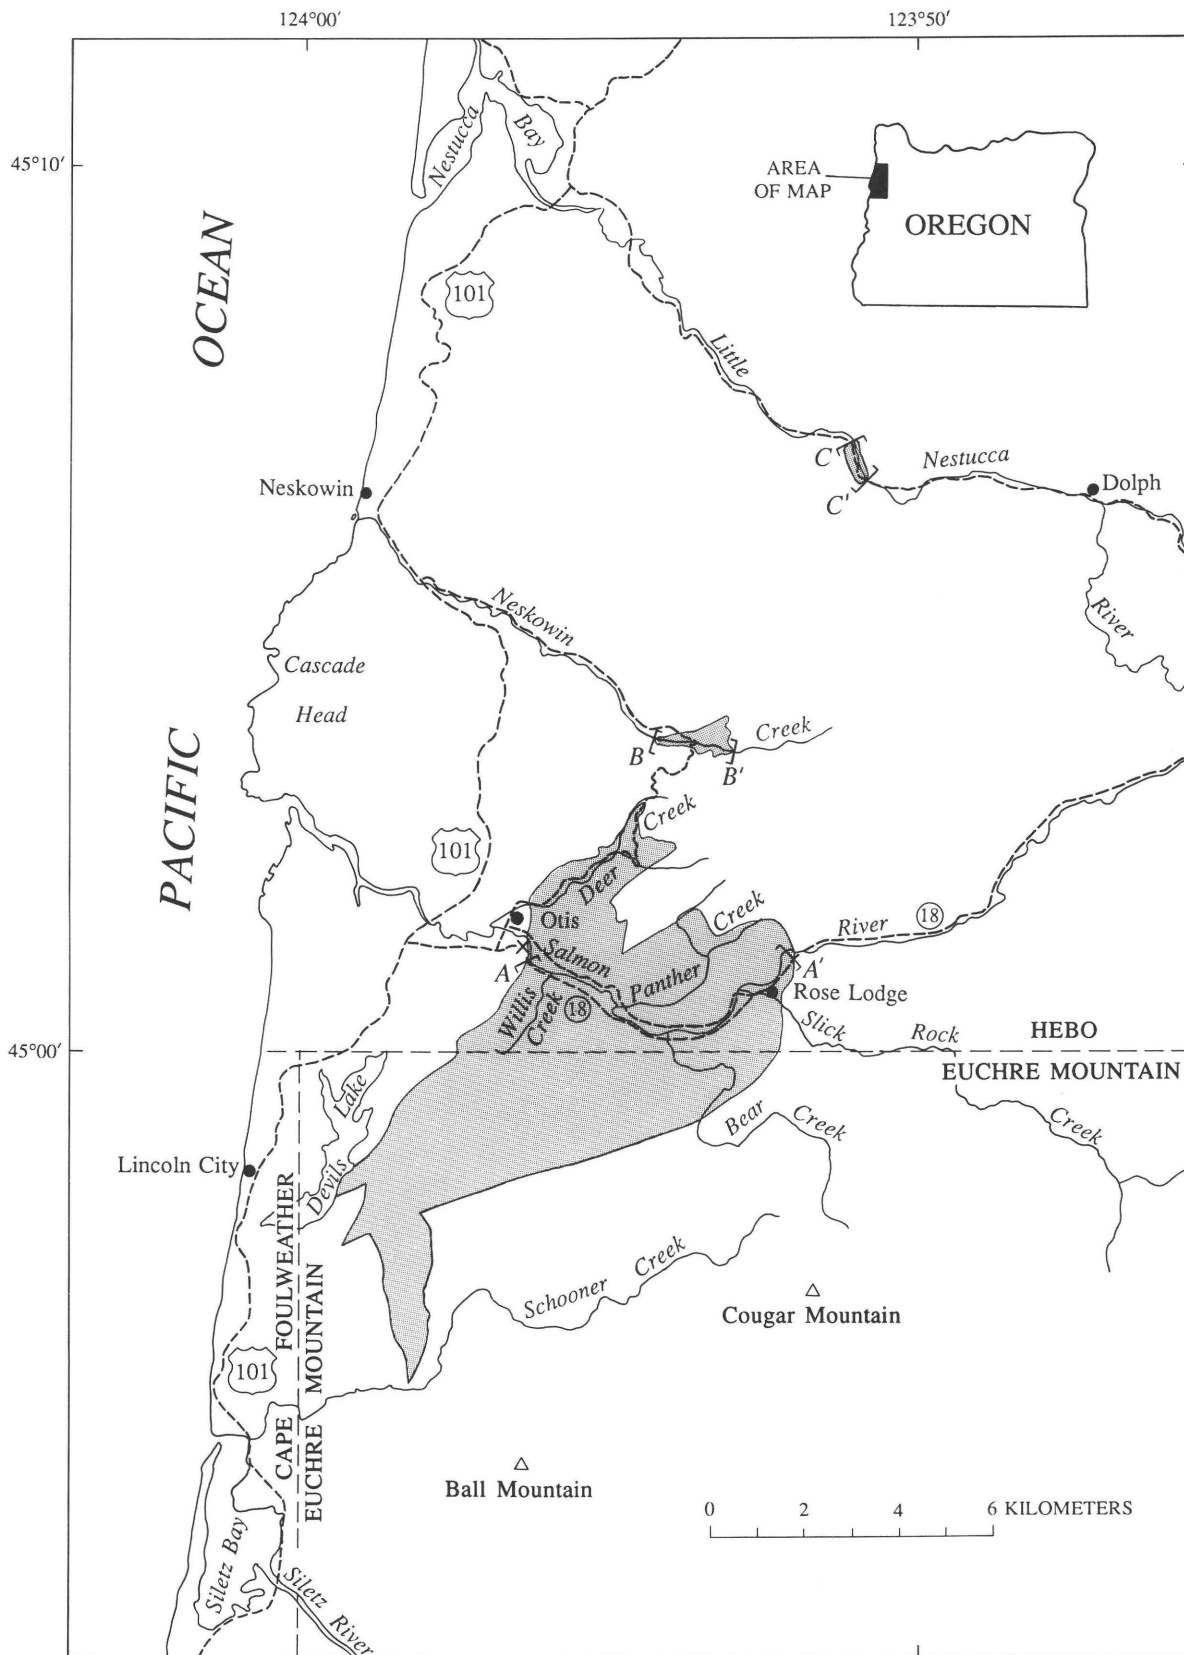 124°00'
123°50'
45°10'
Nestucca
Bay
AREA
OF MAP
OREGON
OCEAN
101
Little
C
C'
Nestucca
Dolph
River
Neskowin
Neskowin
Creek
Cascade
Head
B
B'
PACIFIC
Creek
101
Deer
Otis
Creek
River
18
Salmon
A
A'
Panther
Rose Lodge
Willis
Creek
18
Slick
Rock
HEBO
45°00'
EUCHRE MOUNTAIN
Lake
Devils
Bear
Creek
Creek
Lincoln City
CAPE FOULWEATHER
EUCHRE MOUNTAIN
Schooner
Creek
Cougar Mountain
101
Ball Mountain
0 2 4 6 KILOMETERS
Siletz Bay
Siletz River